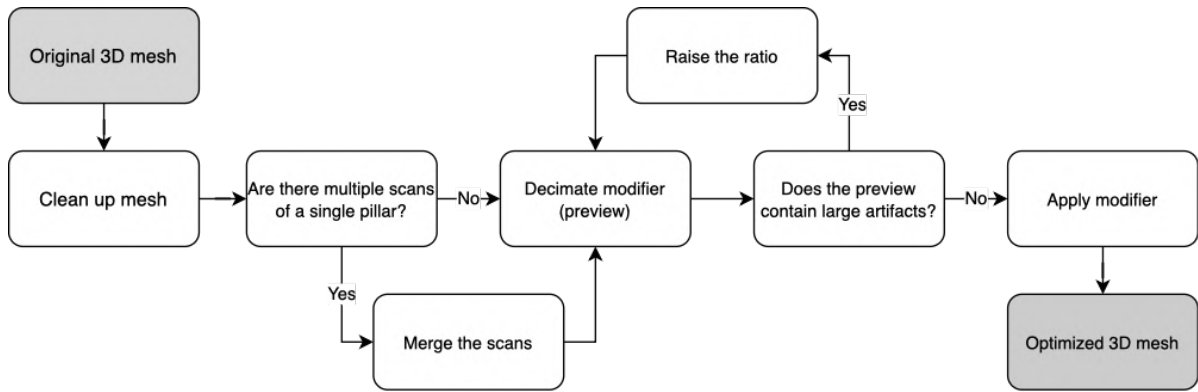 Original 3D mesh
Clean up mesh
Are there multiple scans
of a single pillar?
No
Yes
Merge the scans
Decimate modifier
(preview)
Raise the ratio
Yes
Does the preview
contain large artifacts?
No
Apply modifier
Optimized 3D mesh